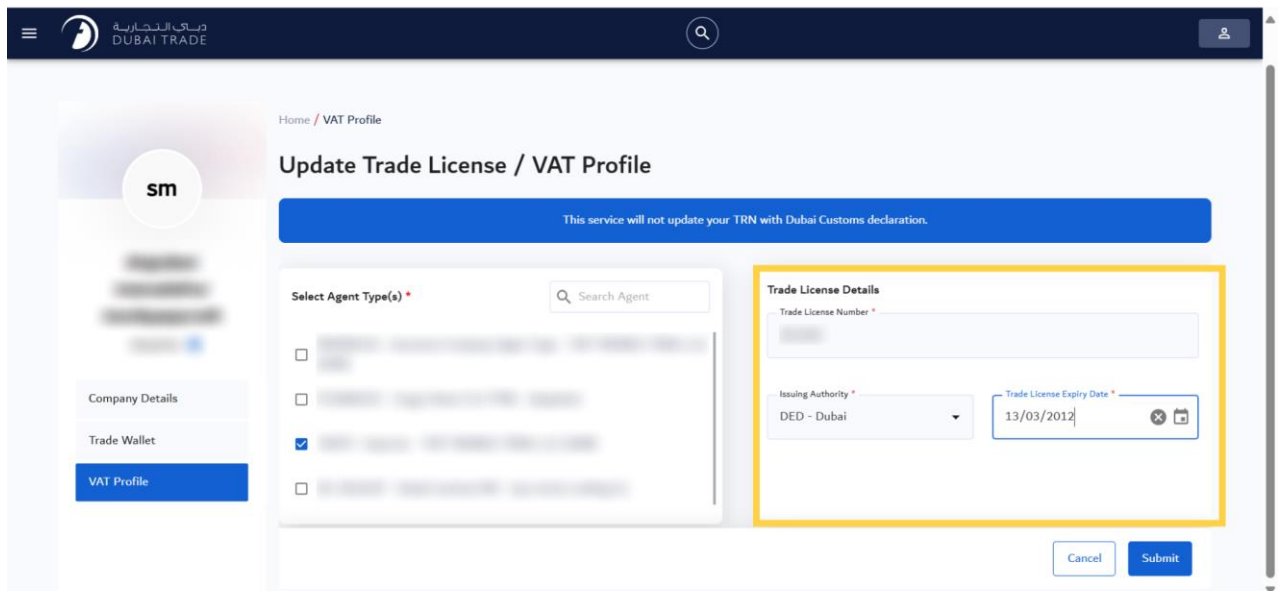 دبي التجارية
DUBAI TRADE
Home / VAT Profile
Update Trade License / VAT Profile
sm
This service will not update your TRN with Dubai Customs declaration.
Select Agent Type(s) *
Search Agent
Trade License Details
Trade License Number *
Issuing Authority *
DED - Dubai
Trade License Expiry Date *
13/03/2012
Company Details
Trade Wallet
VAT Profile
Cancel
Submit